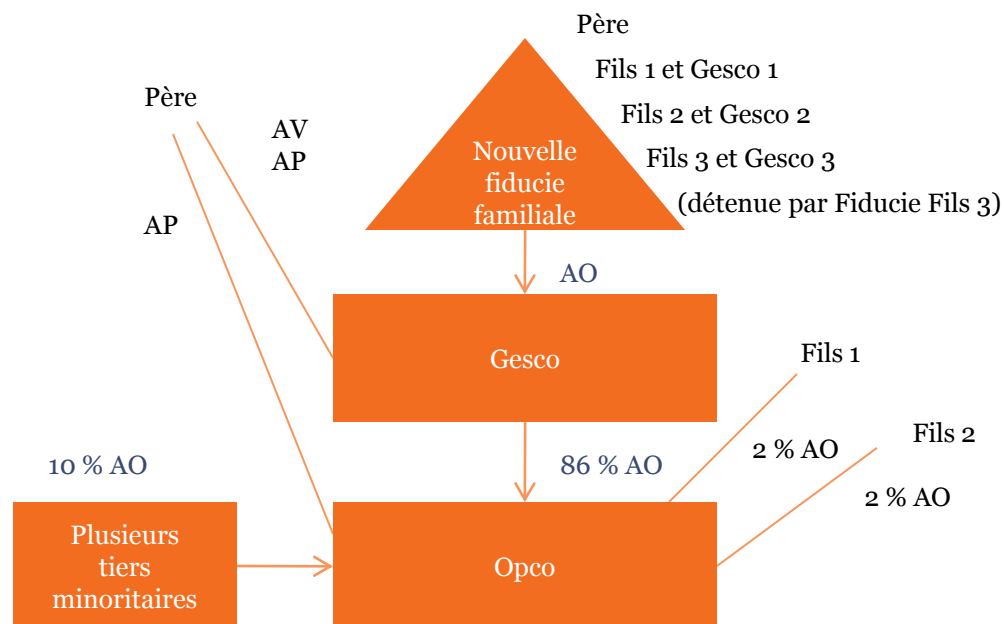 Père
Fils 1 et Gesco 1
Fils 2 et Gesco 2
Fils 3 et Gesco 3
(détenue par Fiducie Fils 3)
Père
AV
AP
AP
Nouvelle
fiducie
familiale
AO
Gesco
Fils 1
Fils 2
10 % AO
86 % AO
2 % AO
2 % AO
Plusieurs
tiers
minoritaires
Opco